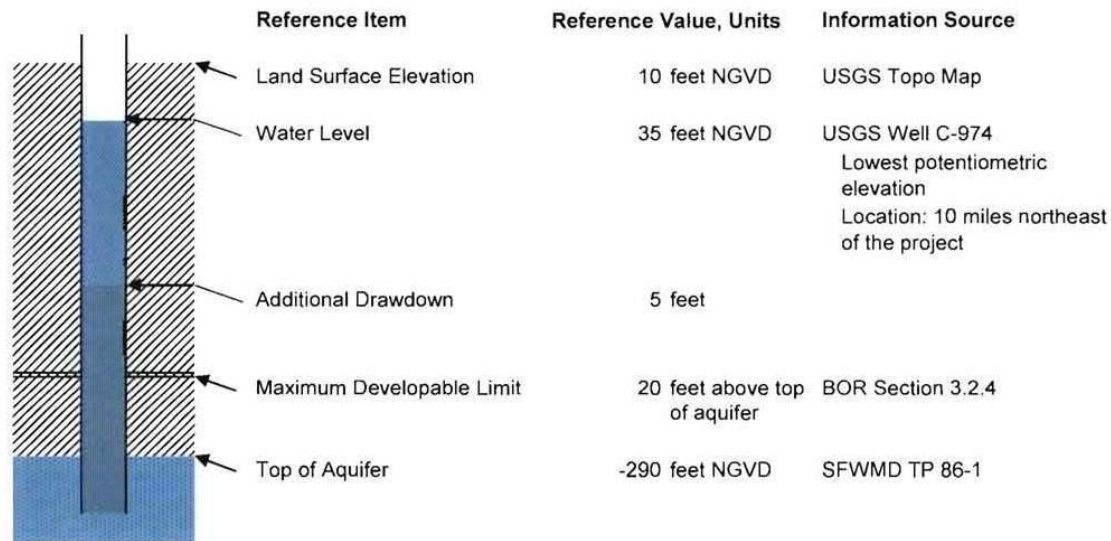 Reference Item Reference Value, Units Information Source
Land Surface Elevation 10 feet NGVD USGS Topo Map
Water Level 35 feet NGVD USGS Well C-974
Lowest potentiometric
elevation
Location: 10 miles northeast
of the project
Additional Drawdown 5 feet
Maximum Developable Limit 20 feet above top BOR Section 3.2.4
of aquifer
Top of Aquifer -290 feet NGVD SFWMD TP 86-1